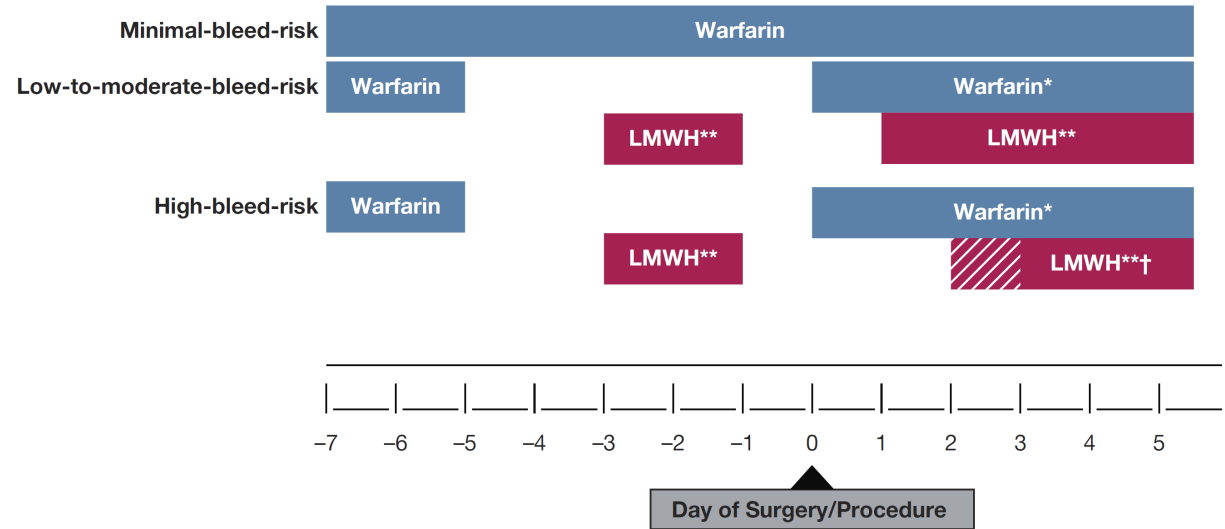 Minimal-bleed-risk Warfarin
Low-to-moderate-bleed-risk Warfarin Warfarin*
LMWH** LMWH**
High-bleed-risk Warfarin Warfarin*
LMWH** LMWH**†
–7 –6 –5 –4 –3 –2 –1 0 1 2 3 4 5
Day of Surgery/Procedure